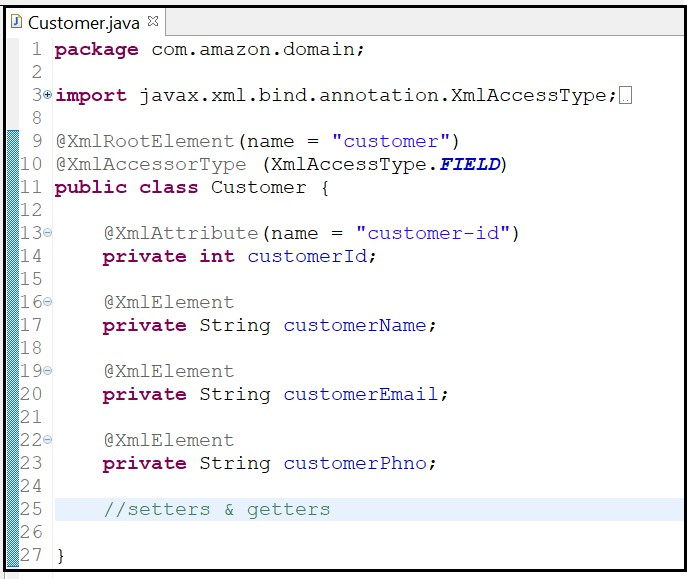 Customer.java
1 package com.amazon.domain;
2
3 import javax.xml.bind.annotation.XmlAccessType;
8
9 @XmlRootElement(name = "customer")
10 @XmlAccessorType (XmlAccessType.FIELD)
11 public class Customer {
12
13 @XmlAttribute(name = "customer-id")
14 private int customerId;
15
16 @XmlElement
17 private String customerName;
18
19 @XmlElement
20 private String customerEmail;
21
22 @XmlElement
23 private String customerPhno;
24
25 //setters & getters
26
27 }